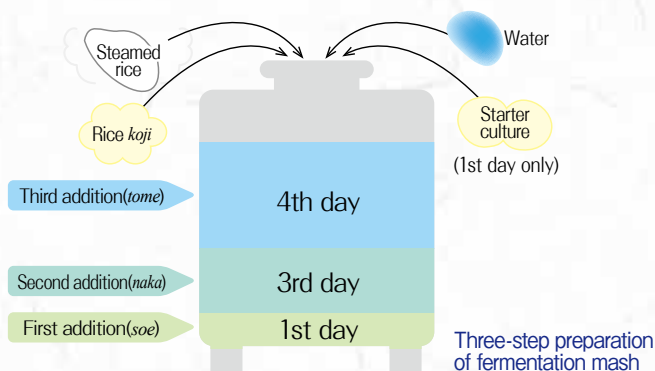 Steamed
rice
Water
Rice koji
Starter
culture
(1st day only)
Third addition(tome)
4th day
Second addition(naka)
3rd day
First addition(soe)
1st day
Three-step preparation
of fermentation mash